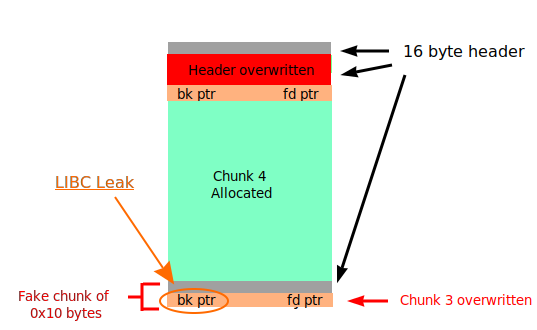 16 byte header
Header overwritten
bk ptr fd ptr
Chunk 4
Allocated
LIBC Leak
Fake chunk of
0x10 bytes
bk ptr fd ptr
Chunk 3 overwritten